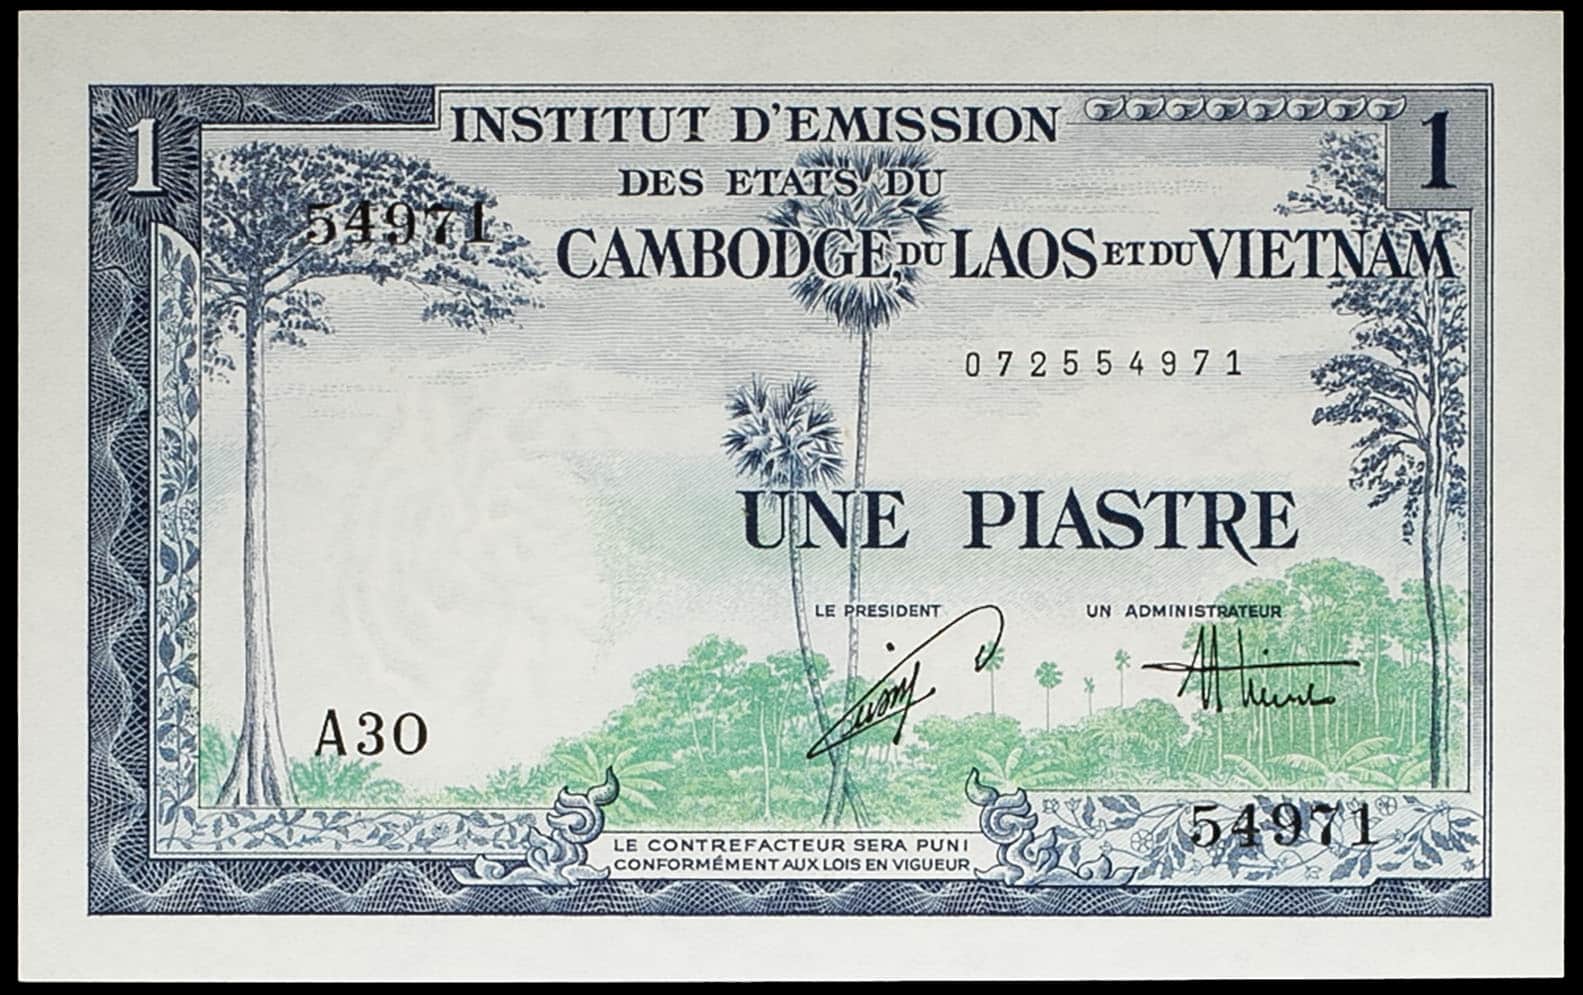 1
INSTITUT D'EMISSION
1
DES ETATS DU
54971
CAMBODGE, DU LAOS ET DU VIETNAM
072554971
UNE PIASTRE
LE PRESIDENT
UN ADMINISTRATEUR
A30
54971
LE CONTREFACTEUR SERA PUNI
CONFORMÉMENT AUX LOIS EN VIGUEUR